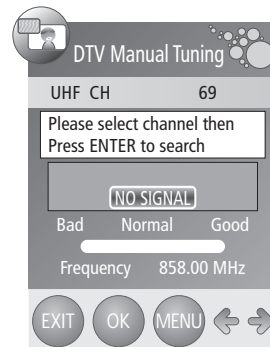 DTV Manual Tuning
UHF CH 69
Please select channel then
Press ENTER to search
NO SIGNAL
Bad Normal Good
Frequency 858.00 MHz
EXIT OK MENU